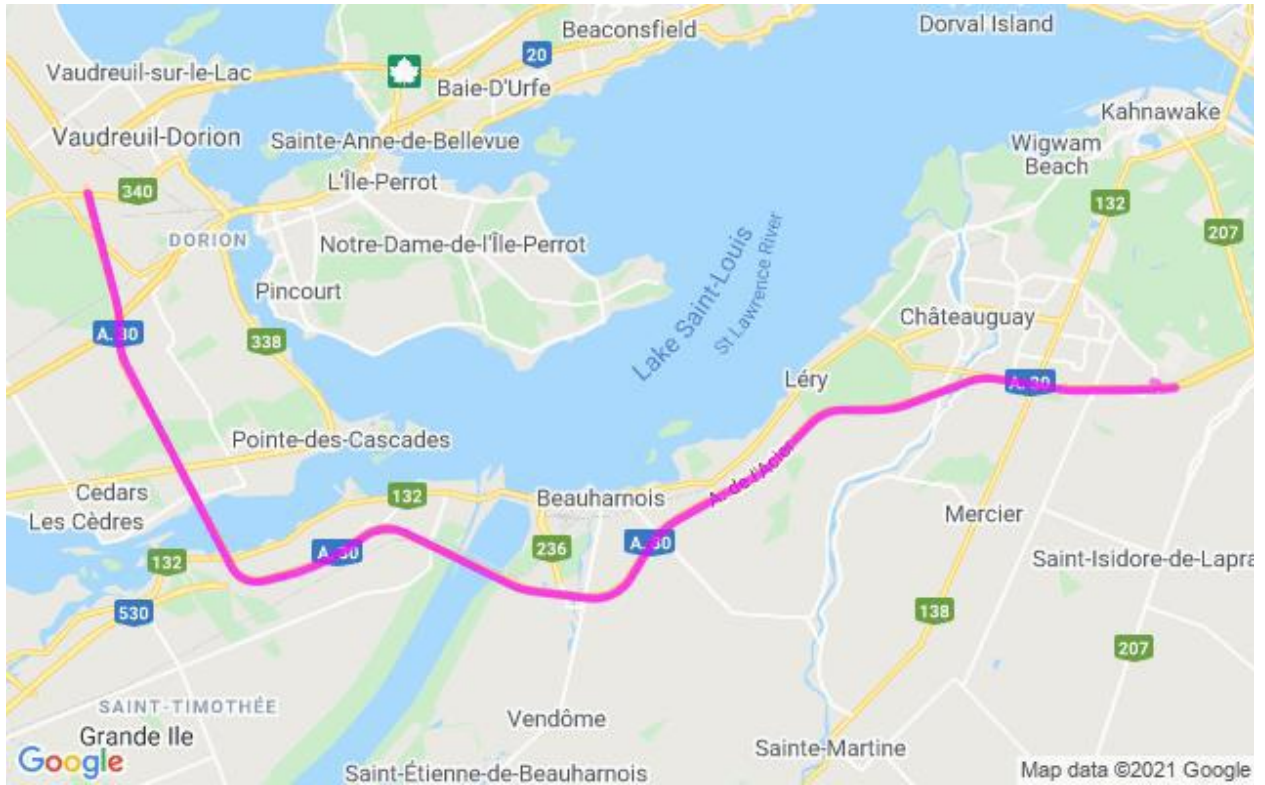 Beaconsfield
Dorval Island
20
Vaudreuil-sur-le-Lac
Baie-D'Urfe
Kahnawake
Vaudreuil-Dorion
Sainte-Anne-de-Bellevue
Wigwam
Beach
L'Île-Perrot
340
132
DORION
Notre-Dame-de-l'Île-Perrot
207
Pincourt
Lake Saint-Louis
St Lawrence River
Châteauguay
A. 30
338
Léry
A. 30
Pointe-des-Cascades
A. de l'Acier
Cedars
Les Cèdres
132
Beauharnois
Mercier
A. 30
236
A. 30
132
Saint-Isidore-de-Lapra
530
138
207
SAINT-TIMOTHÉE
Grande Ile
Vendôme
Sainte-Martine
Google
Saint-Étienne-de-Beauharnois
Map data ©2021 Google